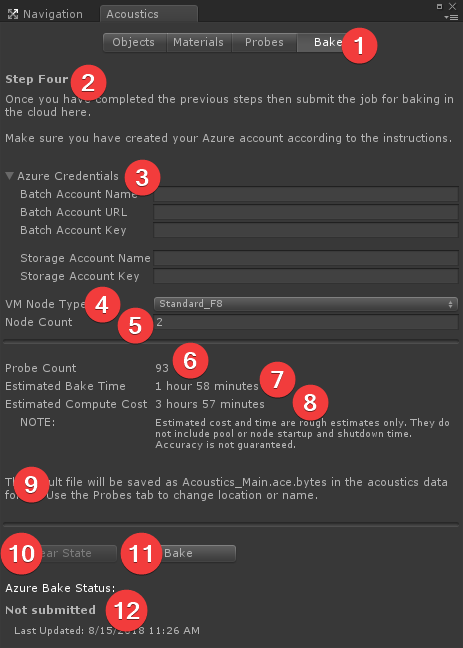 Navigation
Acoustics
Objects
Materials
Probes
Bake
1
Step Four
2
Once you have completed the previous steps then submit the job for baking in
the cloud here.
Make sure you have created your Azure account according to the instructions.
Azure Credentials
3
Batch Account Name
Batch Account URL
Batch Account Key
Storage Account Name
Storage Account Key
VM Node Type
4
Standard_F8
Node Count
5
2
Probe Count
93
6
Estimated Bake Time
1 hour 58 minutes
7
Estimated Compute Cost
3 hours 57 minutes
8
NOTE:
Estimated cost and time are rough estimates only. They do
not include pool or node startup and shutdown time.
Accuracy is not guaranteed.
9
file will be saved as Acoustics_Main.ace.bytes in the acoustics data
Use the Probes tab to change location or name.
10
State
11
Bake
Azure Bake Status:
Not submitted
12
Last Updated: 8/15/2018 11:26 AM